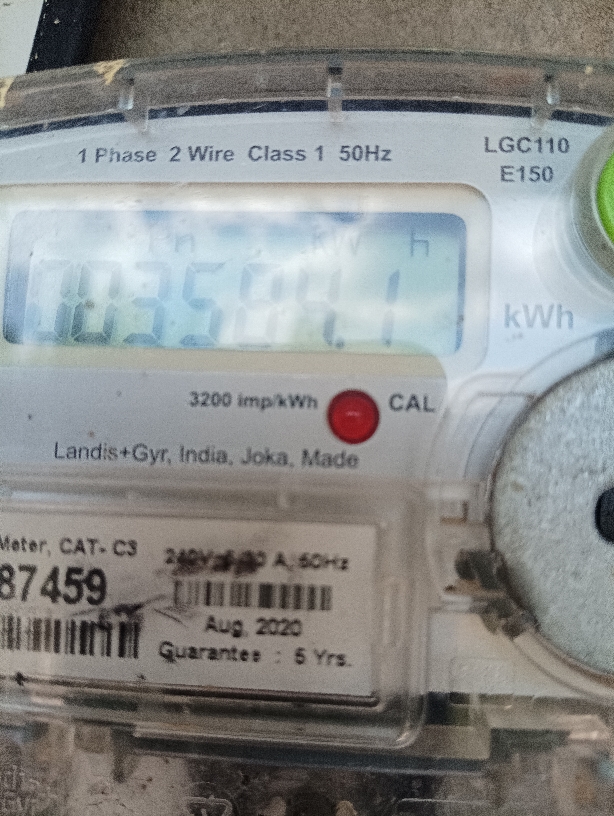 1 Phase 2 Wire Class 1 50Hz
LGC110
E150
kW h
kWh
3200 imp/kWh
CAL
Landis+Gyr, India, Joka, Made
Meter, CAT- C3
87459
A, 50Hz
Aug, 2020
Guarantee : 5 Yrs.